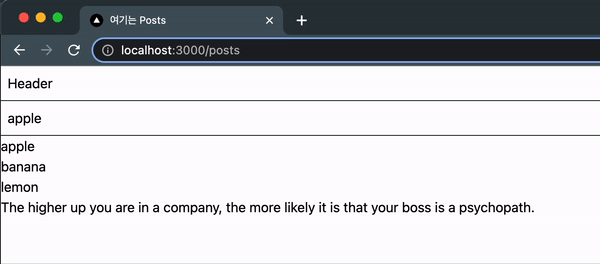 여기는 Posts
localhost:3000/posts
Header
apple
apple
banana
lemon
The higher up you are in a company, the more likely it is that your boss is a psychopath.